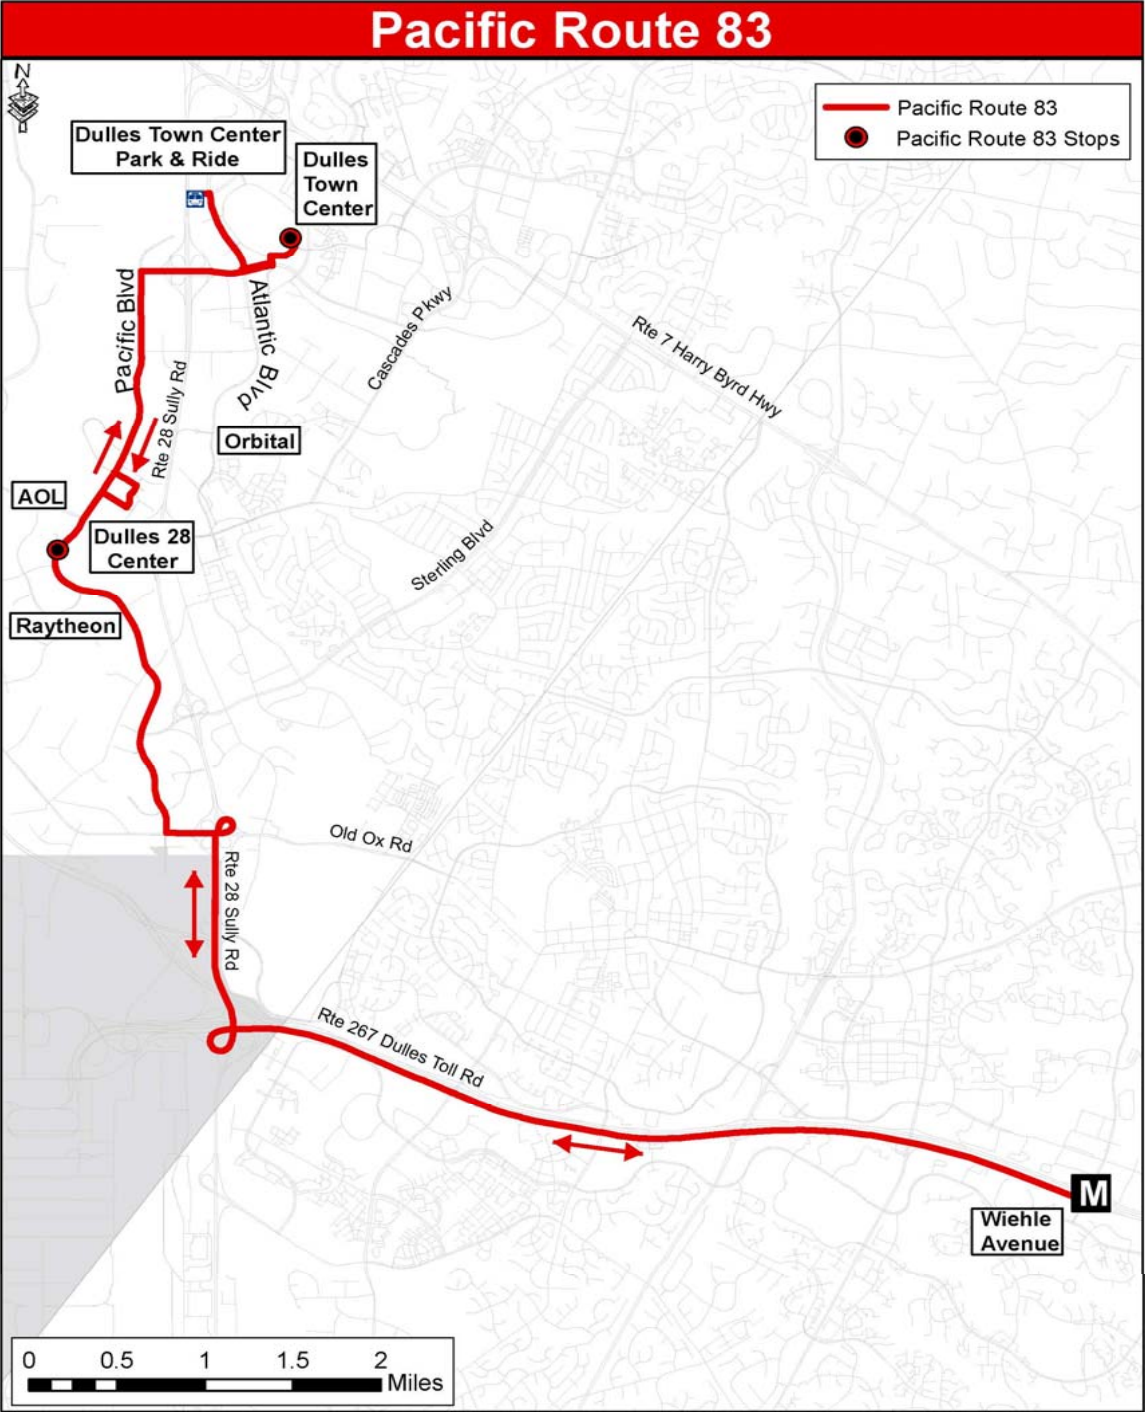 Pacific Route 83
N
Pacific Route 83
Pacific Route 83 Stops
Dulles Town Center
Park & Ride
Dulles
Town
Center
Pacific Blvd
Atlantic Blvd
Cascades Pkwy
Rte 7 Harry Byrd Hwy
Rte 28 Sully Rd
Orbital
AOL
Dulles 28
Center
Sterling Blvd
Raytheon
Old Ox Rd
Rte 28 Sully Rd
Rte 267 Dulles Toll Rd
M
Wiehle
Avenue
0 0.5 1 1.5 2
Miles